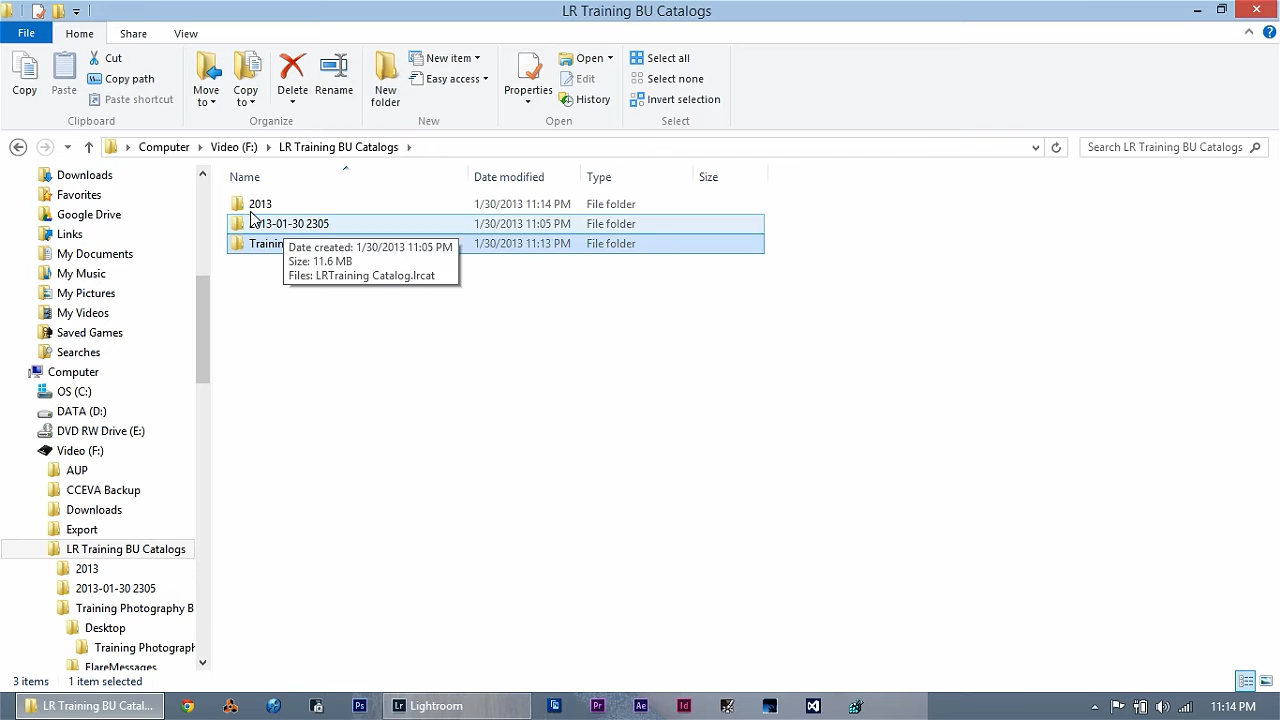 LR Training BU Catalogs
File
Home
Share
View
Copy
Paste
Cut
Copy path
Paste shortcut
Clipboard
Move to
Copy to
Delete
Rename
Organize
New folder
New item
Easy access
New
Properties
Open
Edit
History
Open
Select all
Select none
Invert selection
Select
Computer
Video (F:)
LR Training BU Catalogs
Search LR Training BU Catalogs
Name
Date modified
Type
Size
2013 1/30/2013 11:14 PM File folder
13-01-30 2305 1/30/2013 11:05 PM File folder
Trainin 1/30/2013 11:13 PM File folder
Date created: 1/30/2013 11:05 PM
Size: 11.6 MB
Files: LRTraining Catalog.lrcat
Downloads
Favorites
Google Drive
Links
My Documents
My Music
My Pictures
My Videos
Saved Games
Searches
Computer
OS (C:)
DATA (D:)
DVD RW Drive (E:)
Video (F:)
AUP
CCEVA Backup
Downloads
Export
LR Training BU Catalogs
2013
2013-01-30 2305
Training Photography B
Desktop
Training Photograph
FlareMessages
3 items
1 item selected
LR Training BU Catal...
Ps
Lr
Lightroom
Pr
Ae
Id
11:14 PM